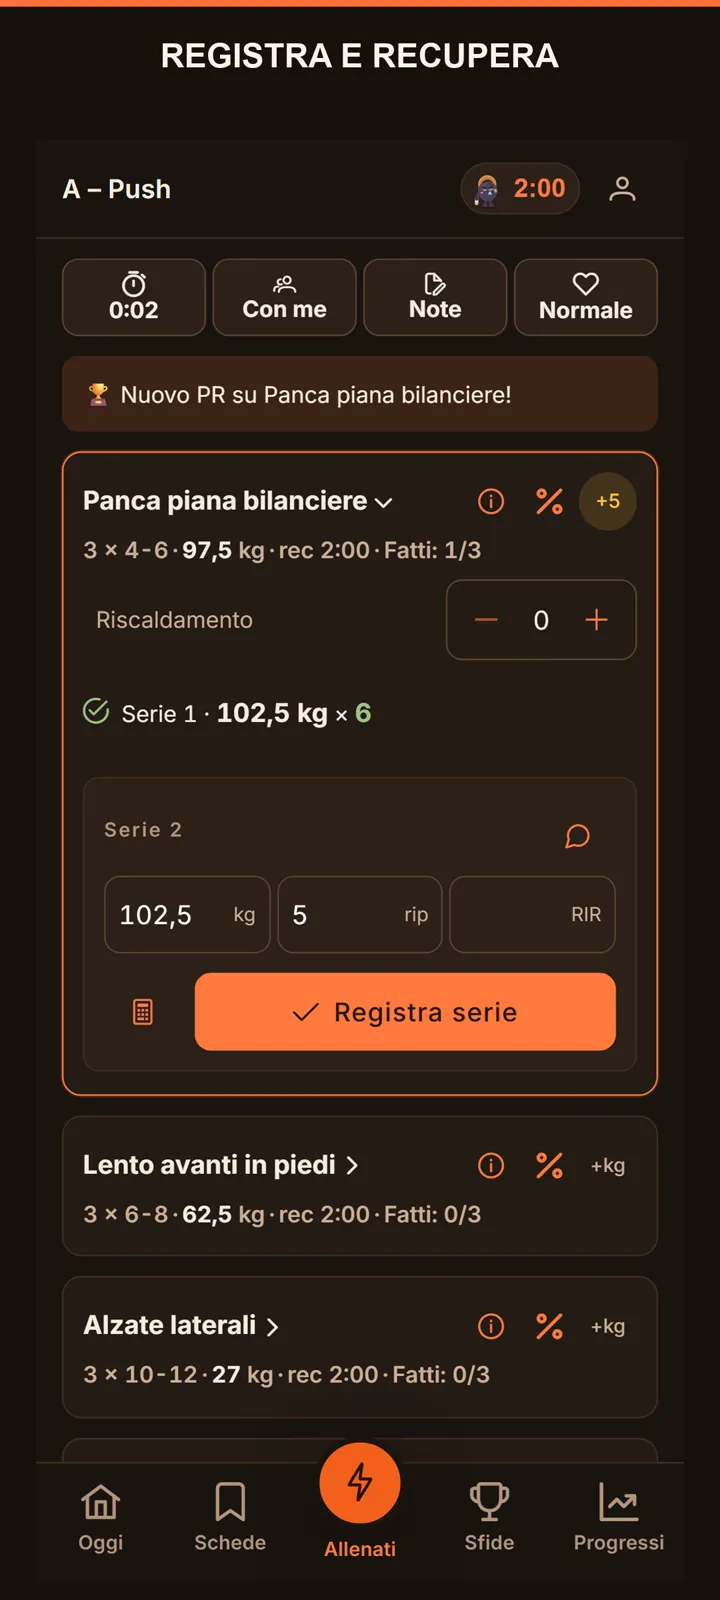 REGISTRA E RECUPERA
A – Push
2:00
0:02
Con me
Note
Normale
Nuovo PR su Panca piana bilanciere!
Panca piana bilanciere
+5
3 × 4-6 · 97,5 kg · rec 2:00 · Fatti: 1/3
Riscaldamento
0
Serie 1 · 102,5 kg × 6
Serie 2
102,5 kg
5 rip
RIR
Registra serie
Lento avanti in piedi
+kg
3 × 6-8 · 62,5 kg · rec 2:00 · Fatti: 0/3
Alzate laterali
+kg
3 × 10-12 · 27 kg · rec 2:00 · Fatti: 0/3
Oggi
Schede
Allenati
Sfide
Progressi